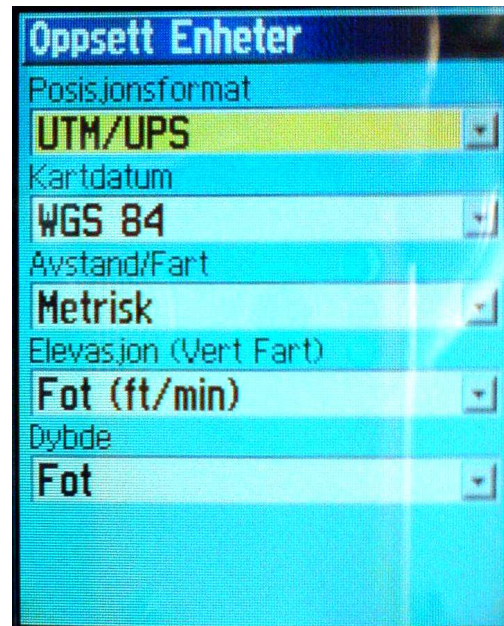 Oppsett Enheter
Posisjonsformat
UTM/UPS
Kartdatum
WGS 84
Avstand/Fart
Metrisk
Elevasjon (Vert Fart)
Fot (ft/min)
Dybde
Fot